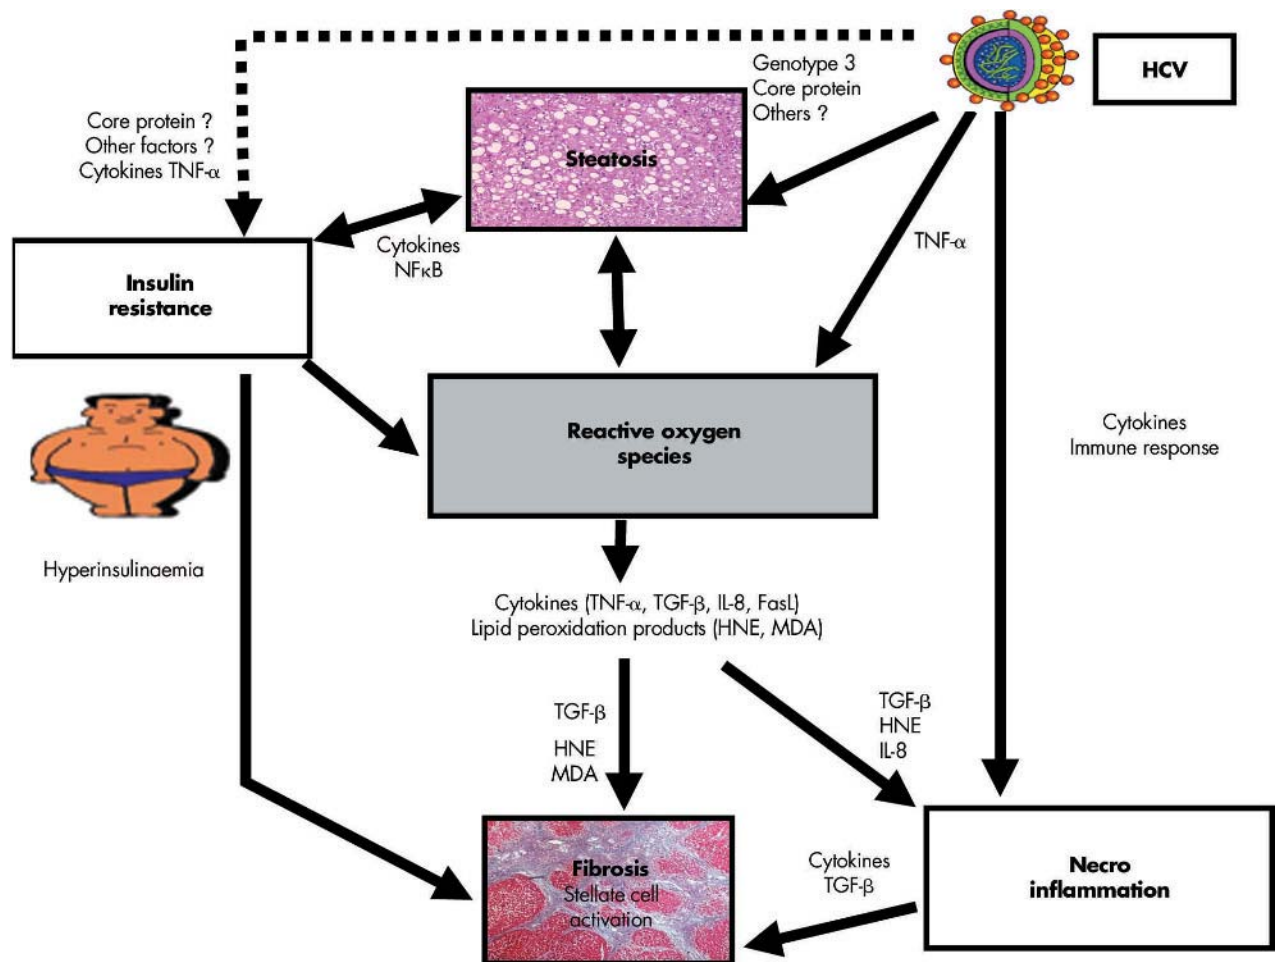 HCV
Genotype 3
Core protein
Others ?
Core protein ?
Other factors ?
Cytokines TNF-α
Steatosis
Cytokines
NFκB
TNF-α
Insulin
resistance
Reactive oxygen
species
Cytokines
Immune response
Hyperinsulinaemia
Cytokines (TNF-α, TGF-β, IL-8, FasL)
Lipid peroxidation products (HNE, MDA)
TGF-β
HNE
MDA
TGF-β
HNE
IL-8
Fibrosis
Stellate cell
activation
Cytokines
TGF-β
Necro
inflammation